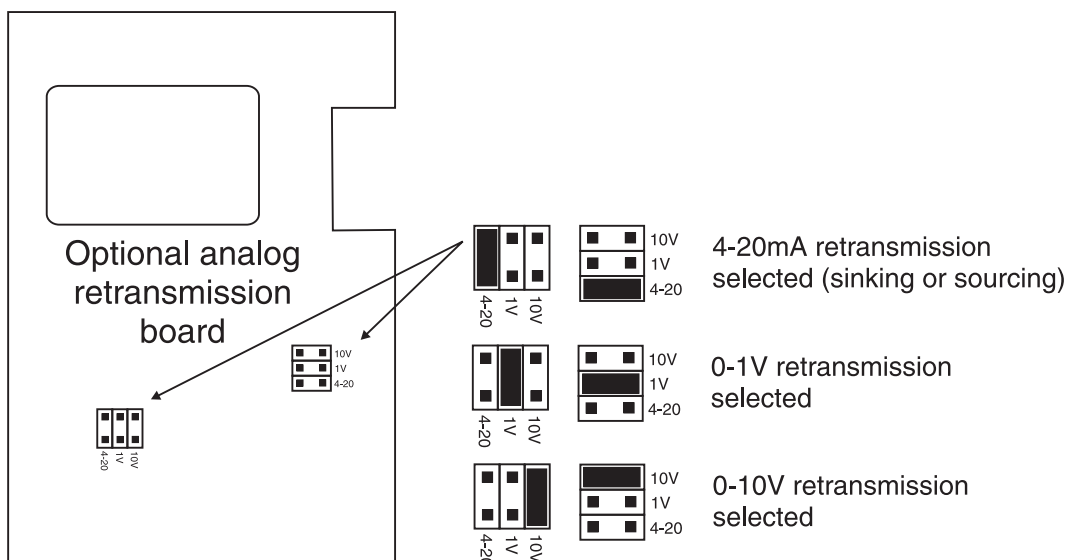 Optional analog
retransmission
board
10V
1V
4-20
4-20
1V
10V
4-20
1V
10V
10V
1V
4-20
4-20mA retransmission
selected (sinking or sourcing)
4-20
1V
10V
10V
1V
4-20
0-1V retransmission
selected
4-20
1V
10V
10V
1V
4-20
0-10V retransmission
selected